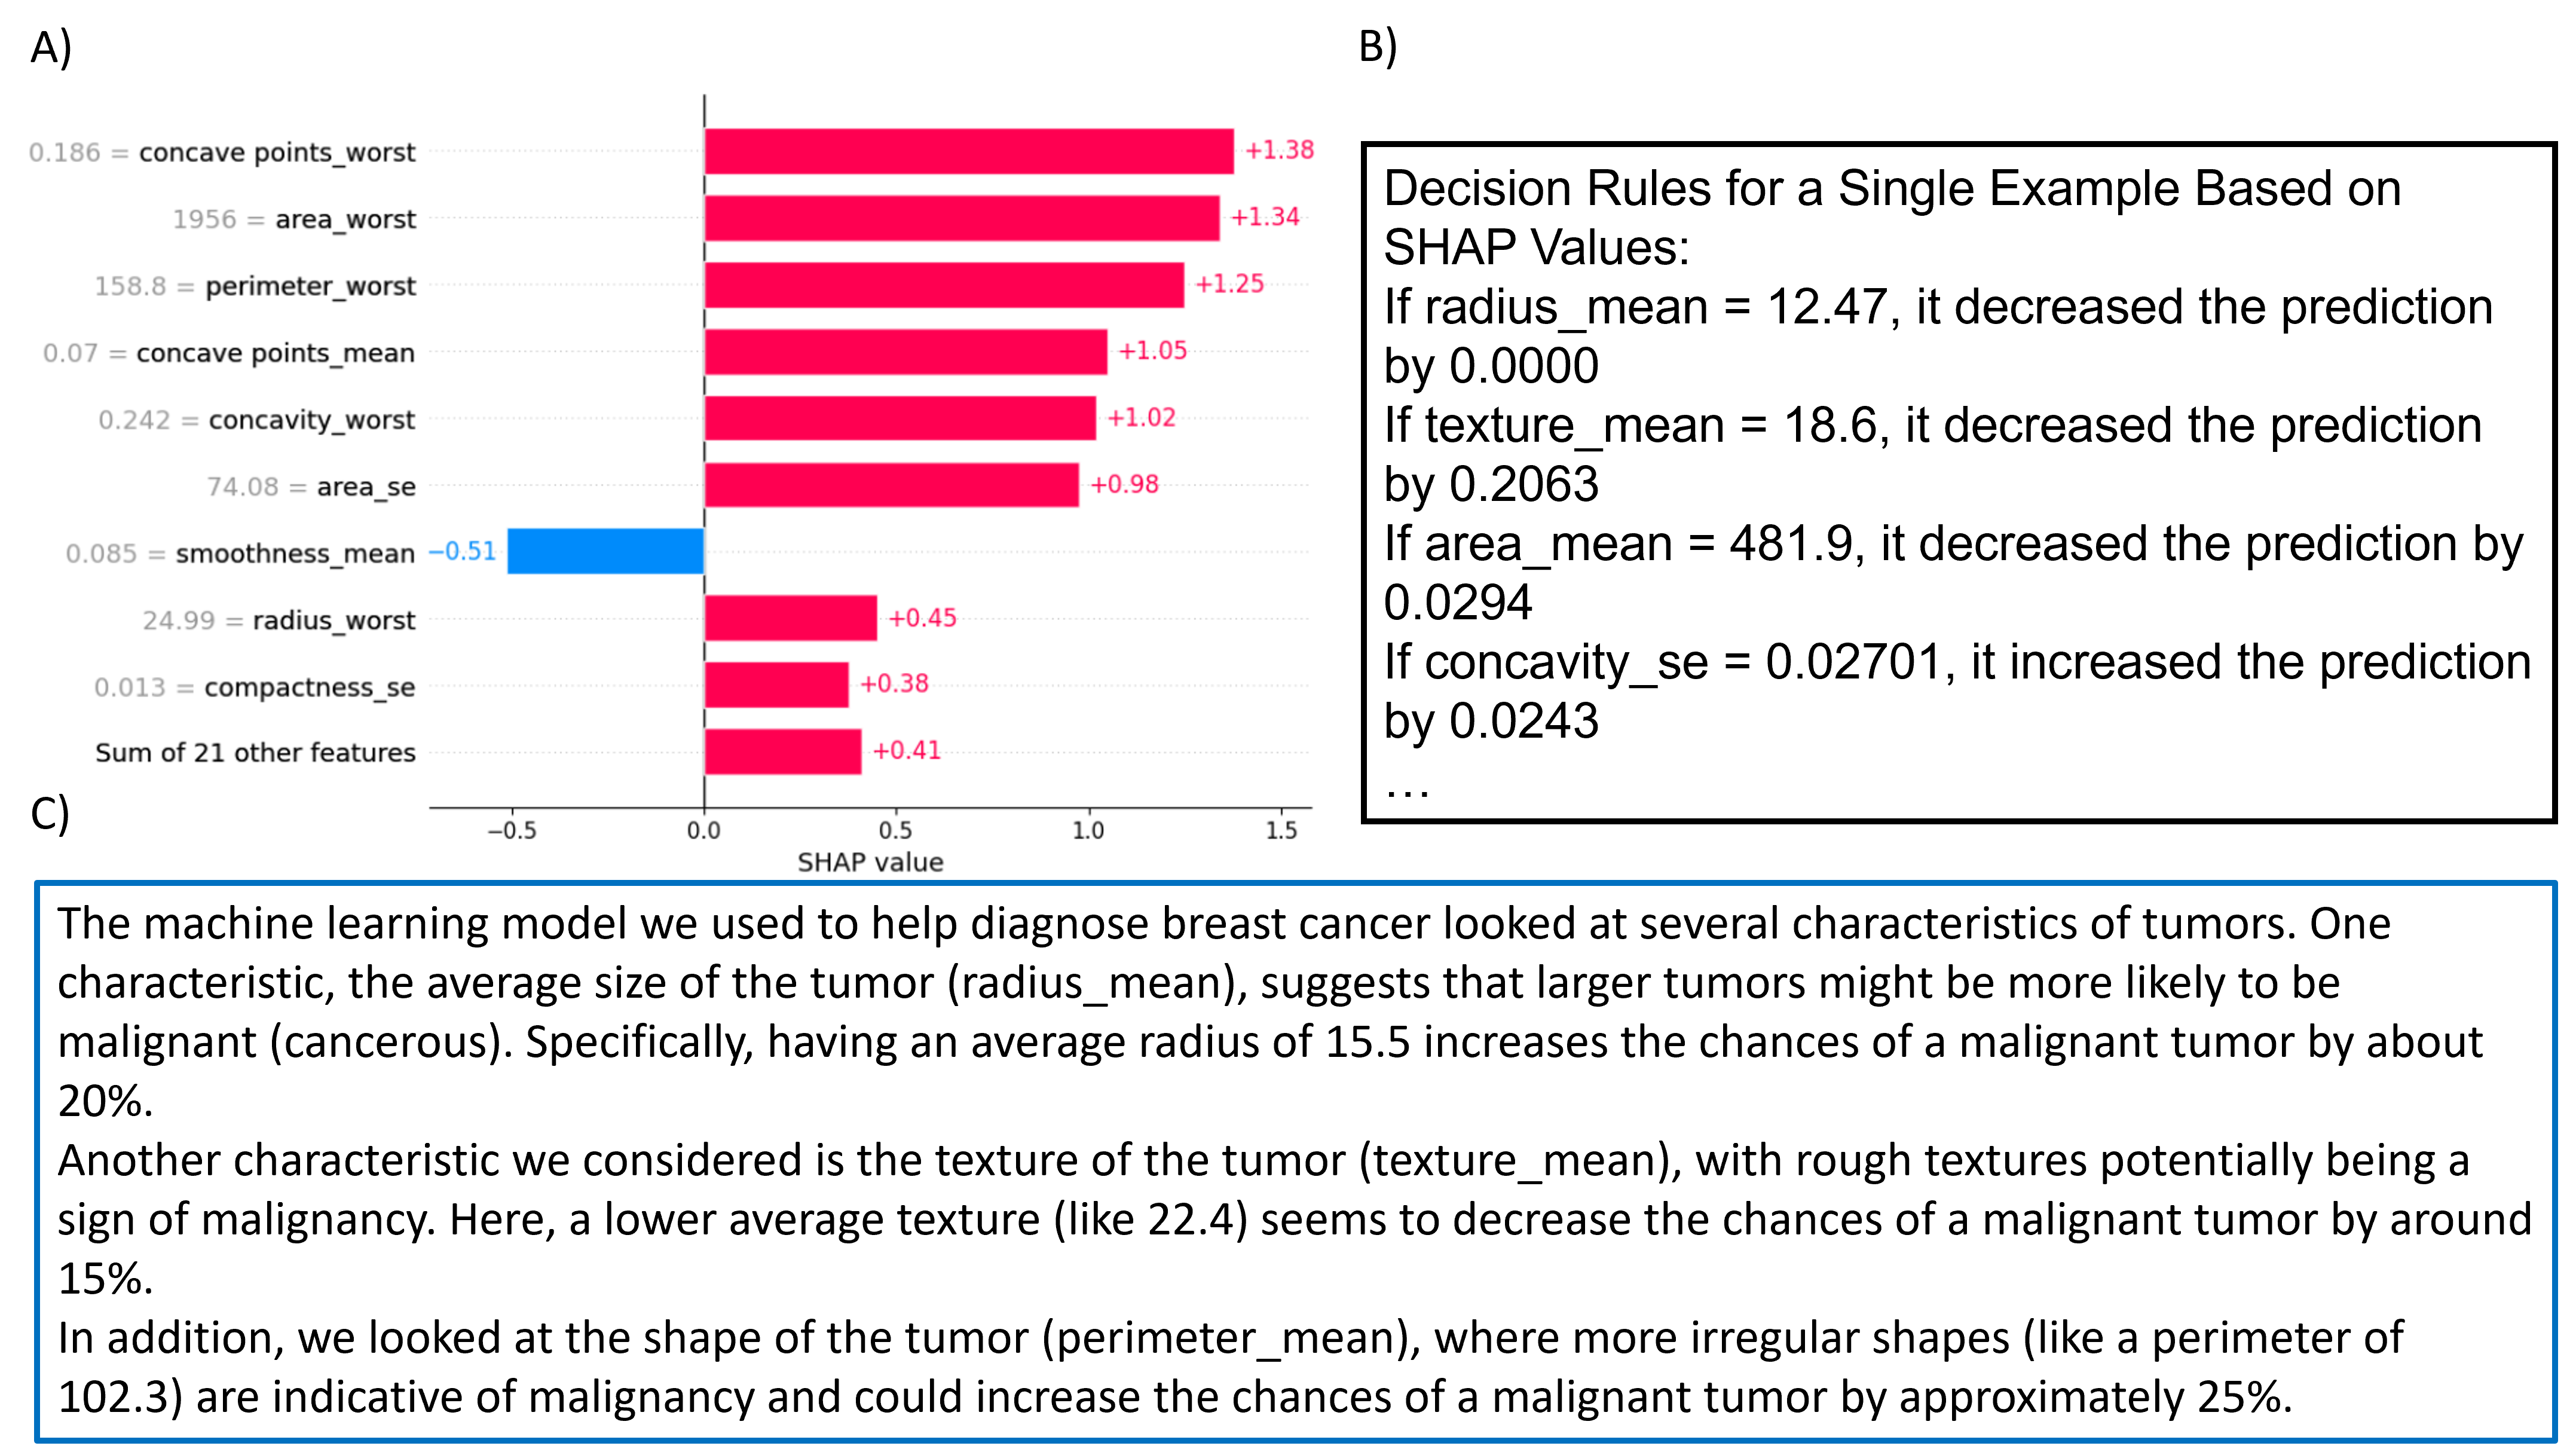 A)
0.186 = concave points_worst +1.38
1956 = area_worst +1.34
158.8 = perimeter_worst +1.25
0.07 = concave points_mean +1.05
0.242 = concavity_worst +1.02
74.08 = area_se +0.98
0.085 = smoothness_mean −0.51
24.99 = radius_worst +0.45
0.013 = compactness_se +0.38
Sum of 21 other features +0.41
−0.5 0.0 0.5 1.0 1.5
SHAP value
B)
Decision Rules for a Single Example Based on
SHAP Values:
If radius_mean = 12.47, it decreased the prediction
by 0.0000
If texture_mean = 18.6, it decreased the prediction
by 0.2063
If area_mean = 481.9, it decreased the prediction by
0.0294
If concavity_se = 0.02701, it increased the prediction
by 0.0243
…
C)
The machine learning model we used to help diagnose breast cancer looked at several characteristics of tumors. One
characteristic, the average size of the tumor (radius_mean), suggests that larger tumors might be more likely to be
malignant (cancerous). Specifically, having an average radius of 15.5 increases the chances of a malignant tumor by about
20%.
Another characteristic we considered is the texture of the tumor (texture_mean), with rough textures potentially being a
sign of malignancy. Here, a lower average texture (like 22.4) seems to decrease the chances of a malignant tumor by around
15%.
In addition, we looked at the shape of the tumor (perimeter_mean), where more irregular shapes (like a perimeter of
102.3) are indicative of malignancy and could increase the chances of a malignant tumor by approximately 25%.